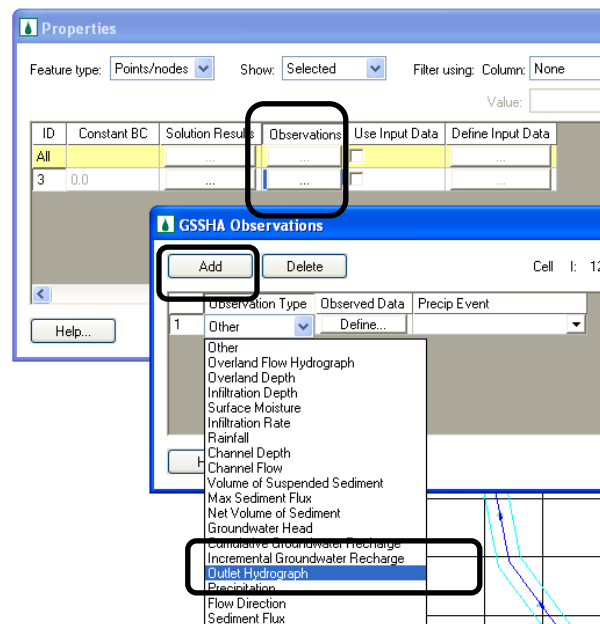 Properties
Feature type: Points/nodes Show: Selected Filter using: Column: None
Value:
ID Constant BC Solution Results Observations Use Input Data Define Input Data
All ... ... ...
3 0.0 ... ... ...
GSSHA Observations
Add Delete Cell I: 12
Observation Type Observed Data Precip Event
1 Other Define...
Help...
Other
Overland Flow Hydrograph
Overland Depth
Infiltration Depth
Surface Moisture
Infiltration Rate
Rainfall
Channel Depth
H
Channel Flow
Volume of Suspended Sediment
Max Sediment Flux
Net Volume of Sediment
Groundwater Head
Cumulative Groundwater Recharge
Incremental Groundwater Recharge
Outlet Hydrograph
Precipitation
Flow Direction
Sediment Flux